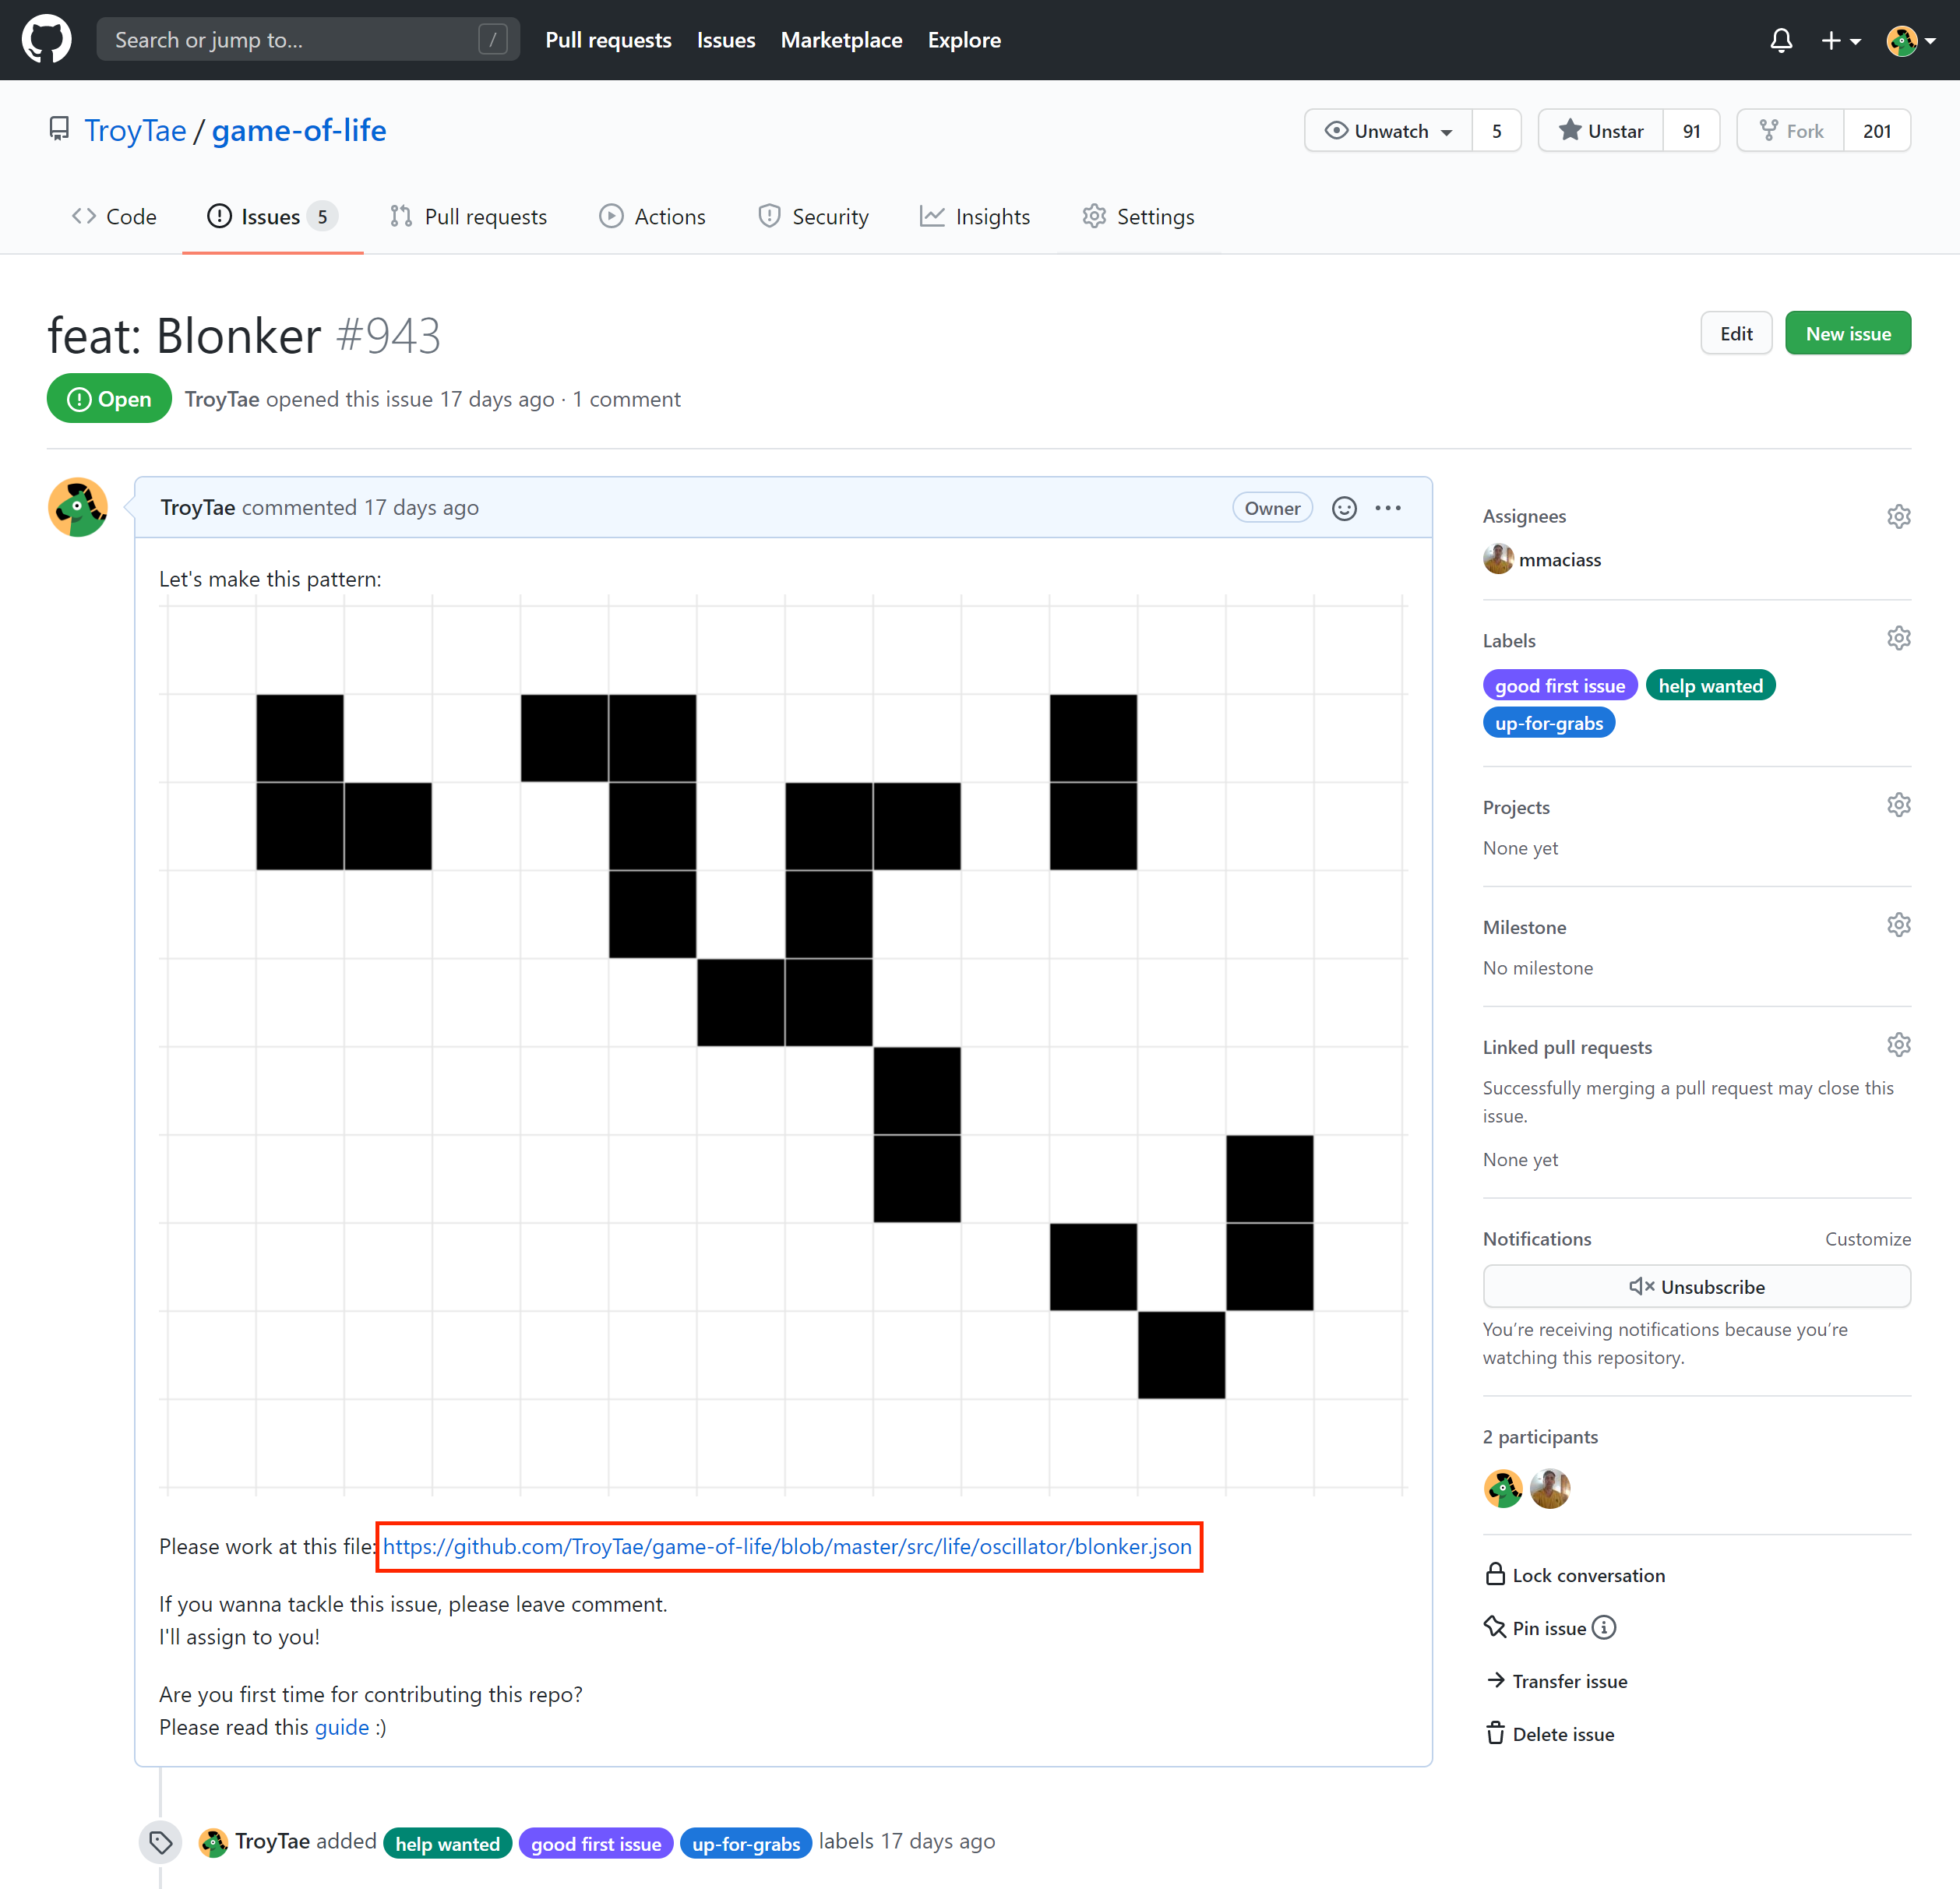 Search or jump to... /
Pull requests Issues Marketplace Explore
TroyTae / game-of-life
Unwatch 5 Unstar 91 Fork 201
Code Issues 5 Pull requests Actions Security Insights Settings
feat: Blonker #943
Edit New issue
Open TroyTae opened this issue 17 days ago · 1 comment
TroyTae commented 17 days ago Owner
Let's make this pattern:
Please work at this file: https://github.com/TroyTae/game-of-life/blob/master/src/life/oscillator/blonker.json
If you wanna tackle this issue, please leave comment.
I'll assign to you!
Are you first time for contributing this repo?
Please read this guide :)
TroyTae added help wanted good first issue up-for-grabs labels 17 days ago
Assignees
mmaciass
Labels
good first issue help wanted
up-for-grabs
Projects
None yet
Milestone
No milestone
Linked pull requests
Successfully merging a pull request may close this
issue.
None yet
Notifications Customize
Unsubscribe
You’re receiving notifications because you’re
watching this repository.
2 participants
Lock conversation
Pin issue
Transfer issue
Delete issue